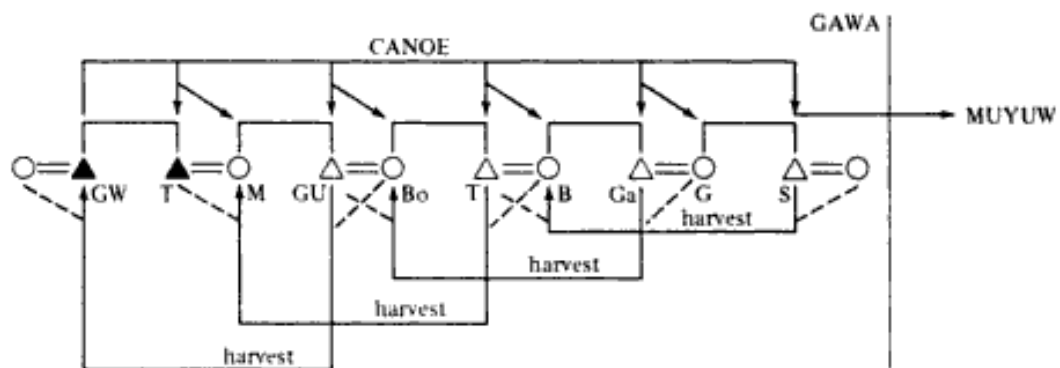 GAWA
CANOE
MUYUW
GW T M GU Bo T B Ga G S
harvest
harvest
harvest
harvest